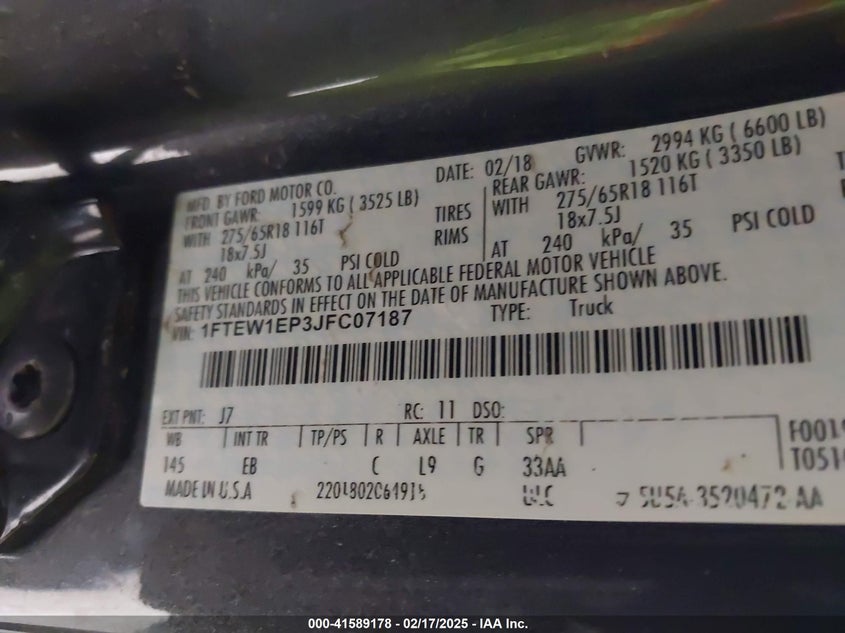 MFD. BY FORD MOTOR CO.
DATE: 02/18 GVWR: 2994 KG ( 6600 LB)
FRONT GAWR: 1599 KG ( 3525 LB) REAR GAWR: 1520 KG ( 3350 LB)
WITH 275/65R18 116T TIRES WITH 275/65R18 116T
18x7.5J RIMS 18x7.5J
AT 240 kPa/ 35 PSI COLD AT 240 kPa/ 35 PSI COLD
THIS VEHICLE CONFORMS TO ALL APPLICABLE FEDERAL MOTOR VEHICLE
SAFETY STANDARDS IN EFFECT ON THE DATE OF MANUFACTURE SHOWN ABOVE.
VIN: 1FTEW1EP3JFC07187 TYPE: Truck
EXT PNT: J7 RC: 11 DSO:
WB INT TR TP/PS R AXLE TR SPR
145 EB C L9 G 33AA
MADE IN U.S.A
000-41589178 - 02/17/2025 - IAA Inc.